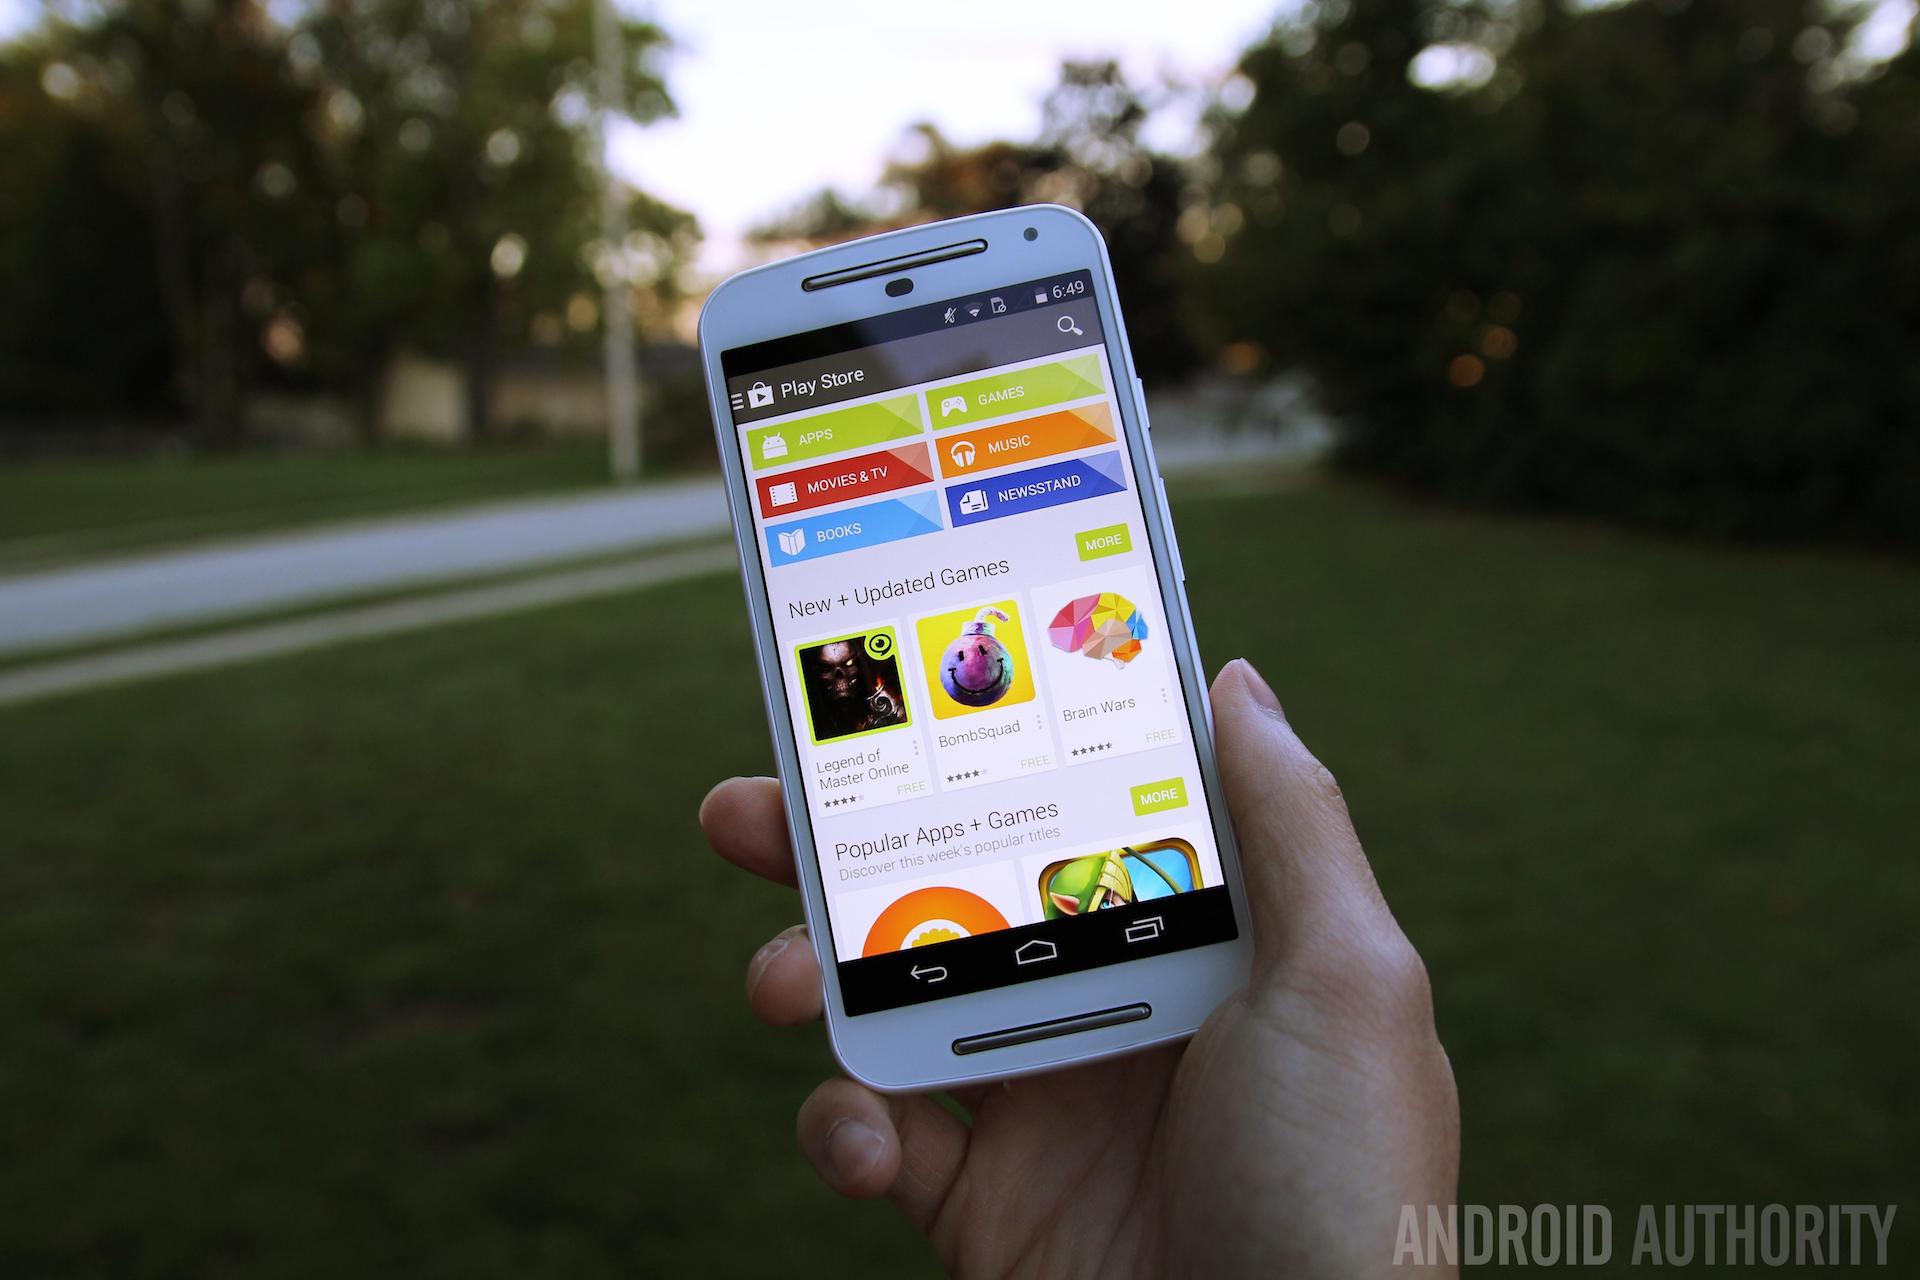 6:49
Play Store
APPS
GAMES
MOVIES & TV
MUSIC
BOOKS
NEWSSTAND
New + Updated Games
MORE
Legend of
Master Online
FREE
BombSquad
FREE
Brain Wars
FREE
Popular Apps + Games
MORE
Discover this week's popular titles
ANDROID AUTHORITY